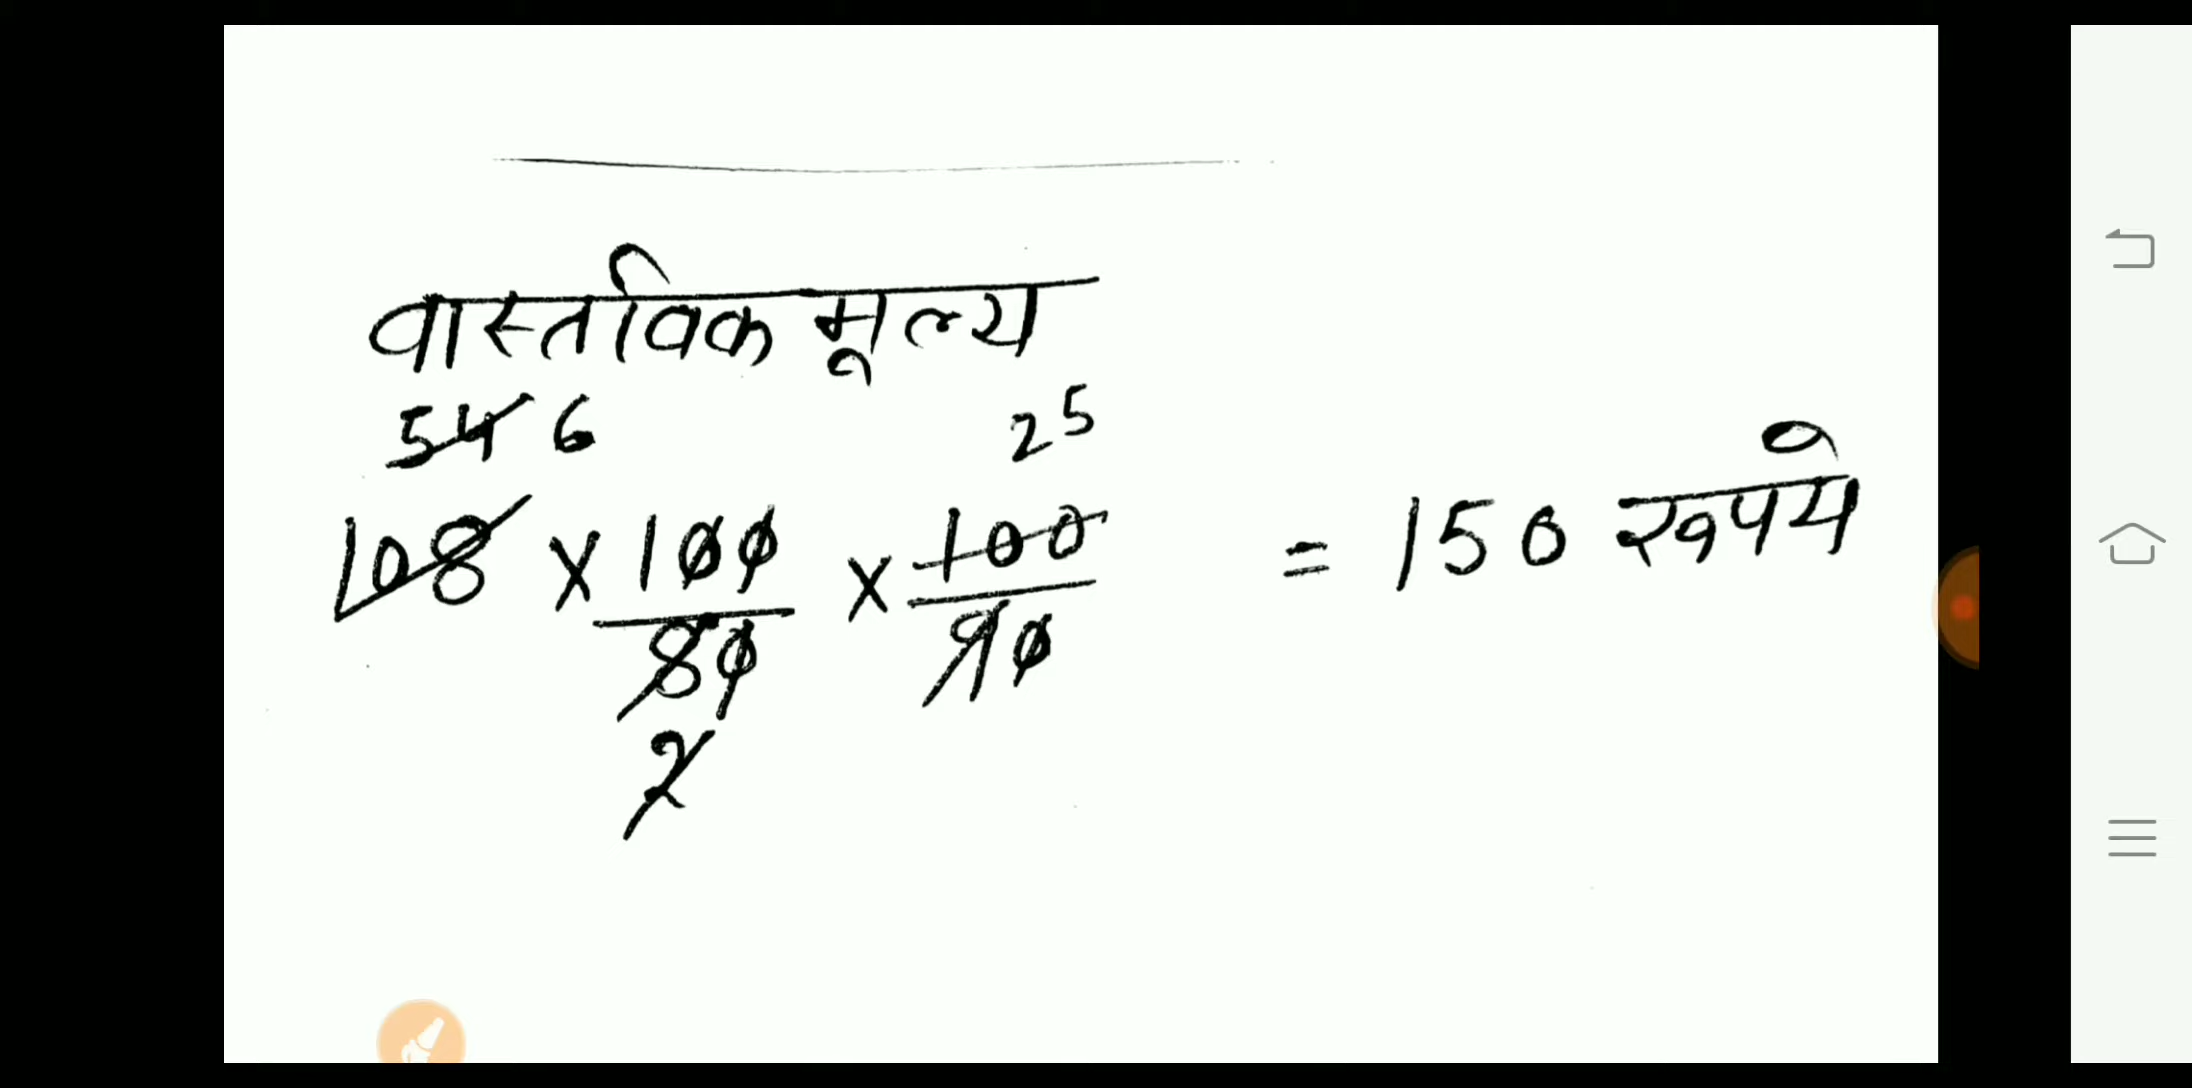 वास्तविक मूल्य
54 6 25
108 × 100 × 100 = 150 रूपये
80 90
2